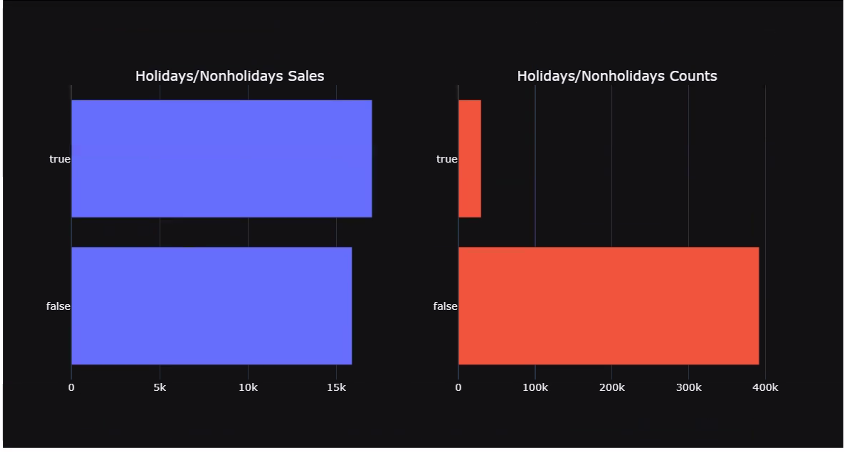 Holidays/Nonholidays Sales
Holidays/Nonholidays Counts
true
true
false
false
0 5k 10k 15k
0 100k 200k 300k 400k